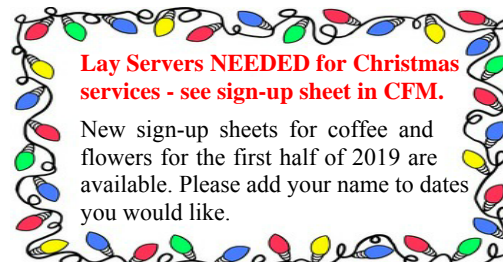 Lay Servers NEEDED for Christmas
services - see sign-up sheet in CFM.
New sign-up sheets for coffee and
flowers for the first half of 2019 are
available. Please add your name to dates
you would like.